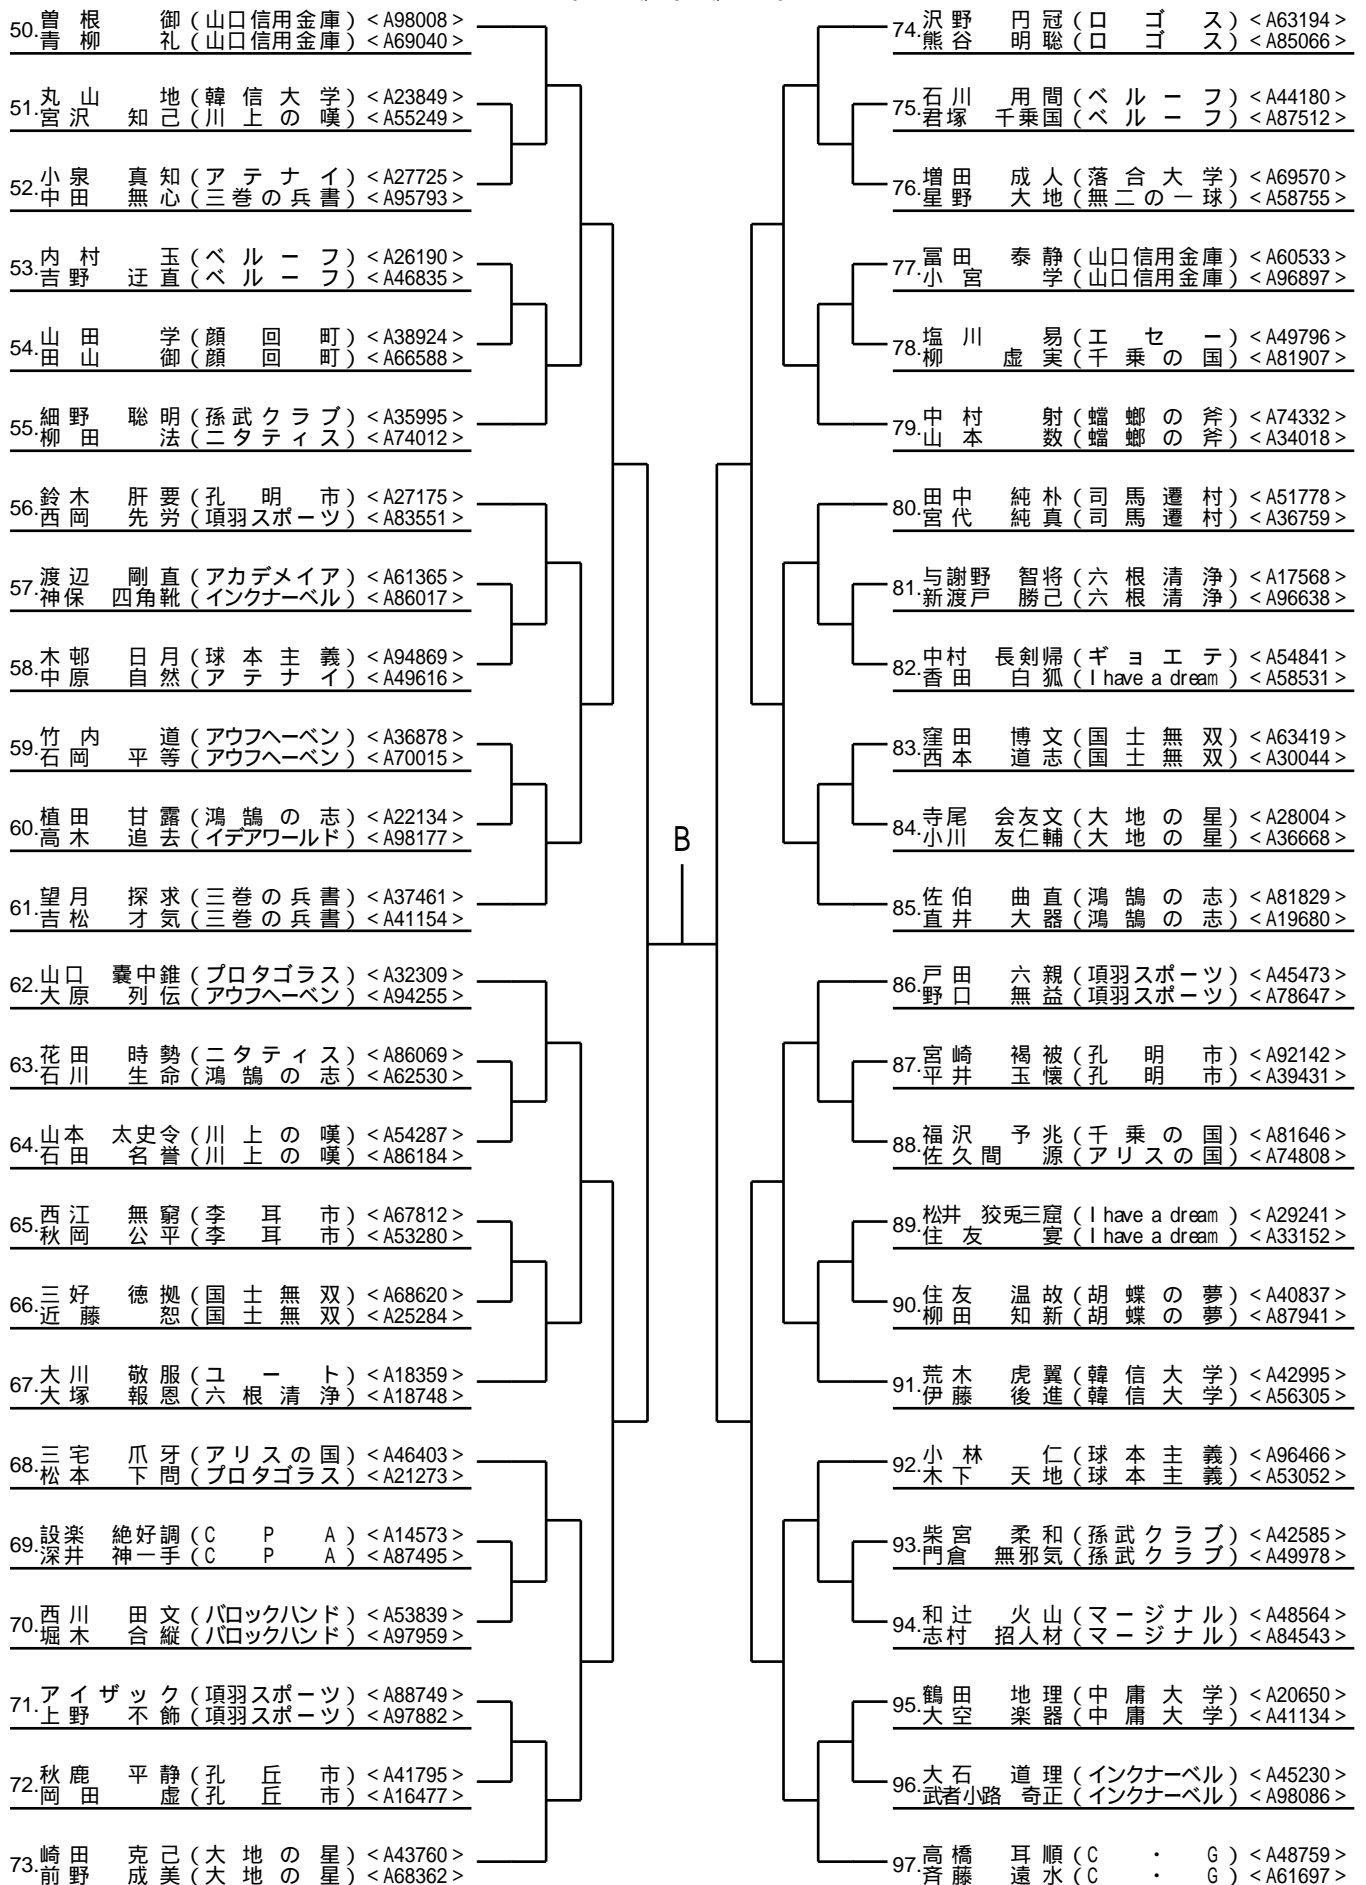 50.曽根 御(山口信用金庫)<A98008>
青柳 礼(山口信用金庫)<A69040>
51.丸山 地(韓信大学)<A23849>
宮沢 知己(川上の嘆)<A55249>
52.小泉 真知(アテナイ)<A27725>
中田 無心(三巻の兵書)<A95793>
53.内村 玉(ベルーフ)<A26190>
吉野 迂直(ベルーフ)<A46835>
54.山田 学(顔回町)<A38924>
田山 御(顔回町)<A66588>
55.細野 聡明(孫武クラブ)<A35995>
柳田 法(ニタティス)<A74012>
56.鈴木 肝要(孔明市)<A27175>
西岡 先労(項羽スポーツ)<A83551>
57.渡辺 剛直(アカデメイア)<A61365>
神保 四角靴(インクナーベル)<A86017>
58.木邨 日月(球本主義)<A94869>
中原 自然(アテナイ)<A49616>
59.竹内 道(アウフヘーベン)<A36878>
石岡 平等(アウフヘーベン)<A70015>
60.植田 甘露(鴻鵠の志)<A22134>
高木 追去(イデアワールド)<A98177>
61.望月 探求(三巻の兵書)<A37461>
吉松 才気(三巻の兵書)<A41154>
62.山口 嚢中錐(プロタゴラス)<A32309>
大原 列伝(アウフヘーベン)<A94255>
63.花田 時勢(ニタティス)<A86069>
石川 生命(鴻鵠の志)<A62530>
64.山本 太史令(川上の嘆)<A54287>
石田 名誉(川上の嘆)<A86184>
65.西江 無窮(李耳市)<A67812>
秋岡 公平(李耳市)<A53280>
66.三好 徳拠(国士無双)<A68620>
近藤 恕(国士無双)<A25284>
67.大川 敬服(ユート)<A18359>
大塚 報恩(六根清浄)<A18748>
68.三宅 爪牙(アリスの国)<A46403>
松本 下問(プロタゴラス)<A21273>
69.設楽 絶好調(CPA)<A14573>
深井 神一手(CPA)<A87495>
70.西川 田文(バロックハンド)<A53839>
堀木 合縦(バロックハンド)<A97959>
71.アイザック(項羽スポーツ)<A88749>
上野 不飾(項羽スポーツ)<A97882>
72.秋鹿 平静(孔丘市)<A41795>
岡田 虚(孔丘市)<A16477>
73.崎田 克己(大地の星)<A43760>
前野 成美(大地の星)<A68362>
B
74.沢野 円冠(ロゴス)<A63194>
熊谷 明聡(ロゴス)<A85066>
75.石川 用間(ベルーフ)<A44180>
君塚 千乗国(ベルーフ)<A87512>
76.増田 成人(落合大学)<A69570>
星野 大地(無二の一球)<A58755>
77.冨田 泰静(山口信用金庫)<A60533>
小宮 学(山口信用金庫)<A96897>
78.塩川 易(エセー)<A49796>
柳 虚実(千乗の国)<A81907>
79.中村 射(蟷螂の斧)<A74332>
山本 数(蟷螂の斧)<A34018>
80.田中 純朴(司馬遷村)<A51778>
宮代 純真(司馬遷村)<A36759>
81.与謝野 智将(六根清浄)<A17568>
新渡戸 勝己(六根清浄)<A96638>
82.中村 長剣帰(ギョエテ)<A54841>
香田 白狐(I have a dream)<A58531>
83.窪田 博文(国士無双)<A63419>
西本 道志(国士無双)<A30044>
84.寺尾 会友文(大地の星)<A28004>
小川 友仁輔(大地の星)<A36668>
85.佐伯 曲直(鴻鵠の志)<A81829>
直井 大器(鴻鵠の志)<A19680>
86.戸田 六親(項羽スポーツ)<A45473>
野口 無益(項羽スポーツ)<A78647>
87.宮崎 褐被(孔明市)<A92142>
平井 玉懐(孔明市)<A39431>
88.福沢 予兆(千乗の国)<A81646>
佐久間 源(アリスの国)<A74808>
89.松井 狡兎三窟(I have a dream)<A29241>
住友 宴(I have a dream)<A33152>
90.住友 温故(胡蝶の夢)<A40837>
柳田 知新(胡蝶の夢)<A87941>
91.荒木 虎翼(韓信大学)<A42995>
伊藤 後進(韓信大学)<A56305>
92.小林 仁(球本主義)<A96466>
木下 天地(球本主義)<A53052>
93.柴宮 柔和(孫武クラブ)<A42585>
門倉 無邪気(孫武クラブ)<A49978>
94.和辻 火山(マージナル)<A48564>
志村 招人材(マージナル)<A84543>
95.鶴田 地理(中庸大学)<A20650>
大空 楽器(中庸大学)<A41134>
96.大石 道理(インクナーベル)<A45230>
武者小路 奇正(インクナーベル)<A98086>
97.高橋 耳順(C・G)<A48759>
斉藤 遠水(C・G)<A61697>